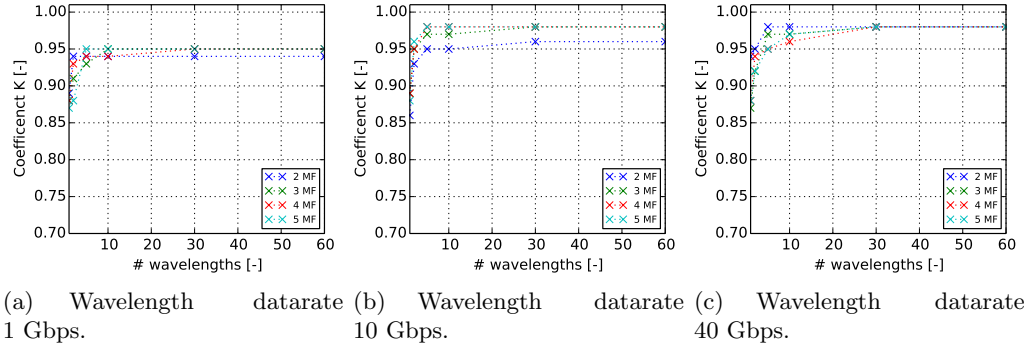 1.00
0.95
0.90
0.85
0.80
0.75
0.70
Coefficenct K [-]
10 20 30 40 50 60
# wavelengths [-]
2 MF
3 MF
4 MF
5 MF
1.00
0.95
0.90
0.85
0.80
0.75
0.70
Coefficenct K [-]
10 20 30 40 50 60
# wavelengths [-]
2 MF
3 MF
4 MF
5 MF
1.00
0.95
0.90
0.85
0.80
0.75
0.70
Coefficenct K [-]
10 20 30 40 50 60
# wavelengths [-]
2 MF
3 MF
4 MF
5 MF
(a) Wavelength datarate
1 Gbps.
(b) Wavelength datarate
10 Gbps.
(c) Wavelength datarate
40 Gbps.